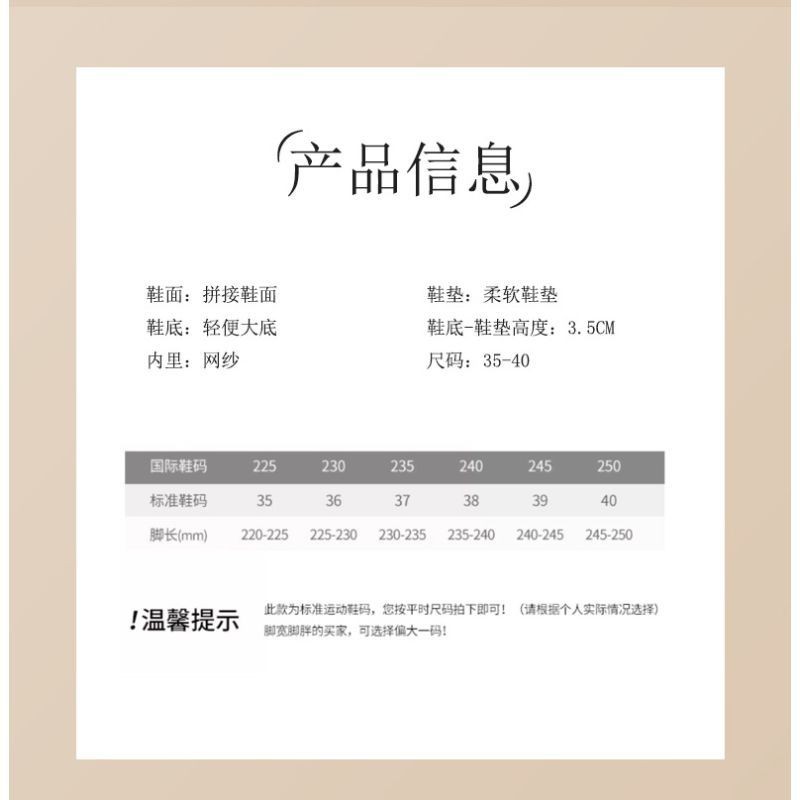 产品信息
鞋面：拼接鞋面
鞋垫：柔软鞋垫
鞋底：轻便大底
鞋底-鞋垫高度：3.5CM
内里：网纱
尺码：35-40
国际鞋码 225 230 235 240 245 250
标准鞋码 35 36 37 38 39 40
脚长(mm) 220-225 225-230 230-235 235-240 240-245 245-250
!温馨提示
此款为标准运动鞋码，您按平时尺码拍下即可！（请根据个人实际情况选择）
脚宽脚胖的买家，可选择偏大一码！